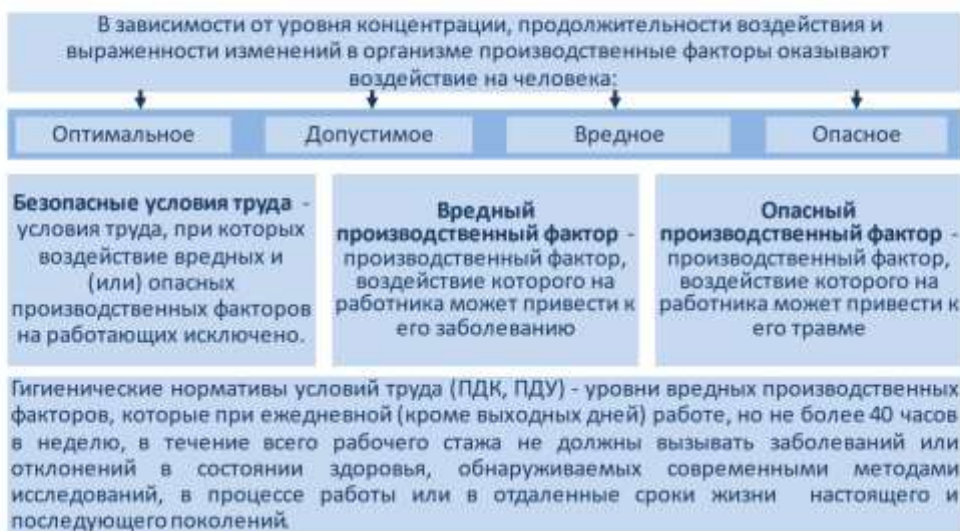 В зависимости от уровня концентрации, продолжительности воздействия и
выраженности изменений в организме производственные факторы оказывают
воздействие на человека:
Оптимальное
Допустимое
Вредное
Опасное
Безопасные условия труда -
условия труда, при которых
воздействие вредных и
(или) опасных
производственных факторов
на работающих исключено.
Вредный
производственный фактор -
производственный фактор,
воздействие которого на
работника может привести к
его заболеванию
Опасный
производственный фактор -
производственный фактор,
воздействие которого на
работника может привести к
его травме
Гигиенические нормативы условий труда (ПДК, ПДУ) - уровни вредных производственных
факторов, которые при ежедневной (кроме выходных дней) работе, но не более 40 часов
в неделю, в течение всего рабочего стажа не должны вызывать заболеваний или
отклонений в состоянии здоровья, обнаруживаемых современными методами
исследований, в процессе работы или в отдаленные сроки жизни настоящего и
последующего поколений.